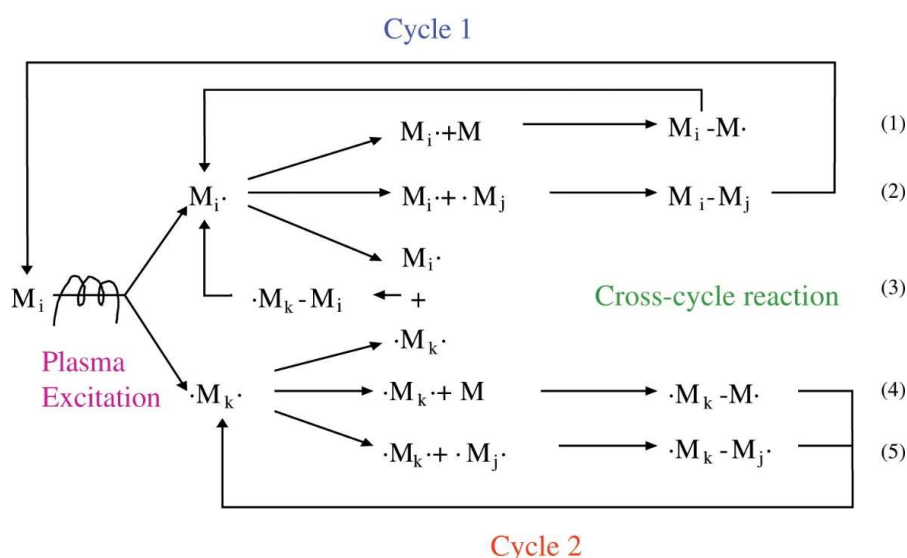 Cycle 1
Mᵢ·+M Mᵢ-M· (1)
Mᵢ· Mᵢ·+·Mⱼ Mᵢ-Mⱼ (2)
Mᵢ·
Mᵢ ·Mₖ-Mᵢ + Cross-cycle reaction (3)
·Mₖ·
Plasma
Excitation
·Mₖ· ·Mₖ·+ M ·Mₖ-M· (4)
·Mₖ·+·Mⱼ· ·Mₖ-Mⱼ· (5)
Cycle 2